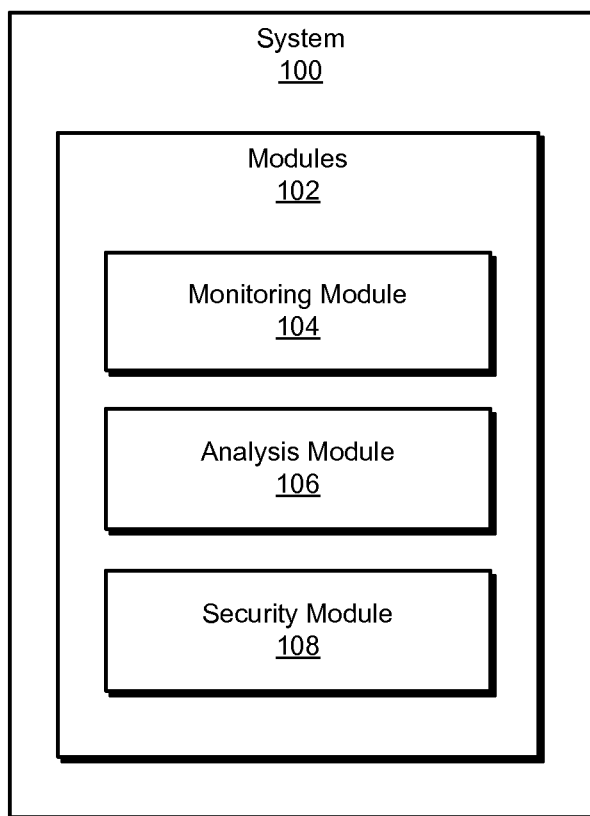 System
100
Modules
102
Monitoring Module
104
Analysis Module
106
Security Module
108